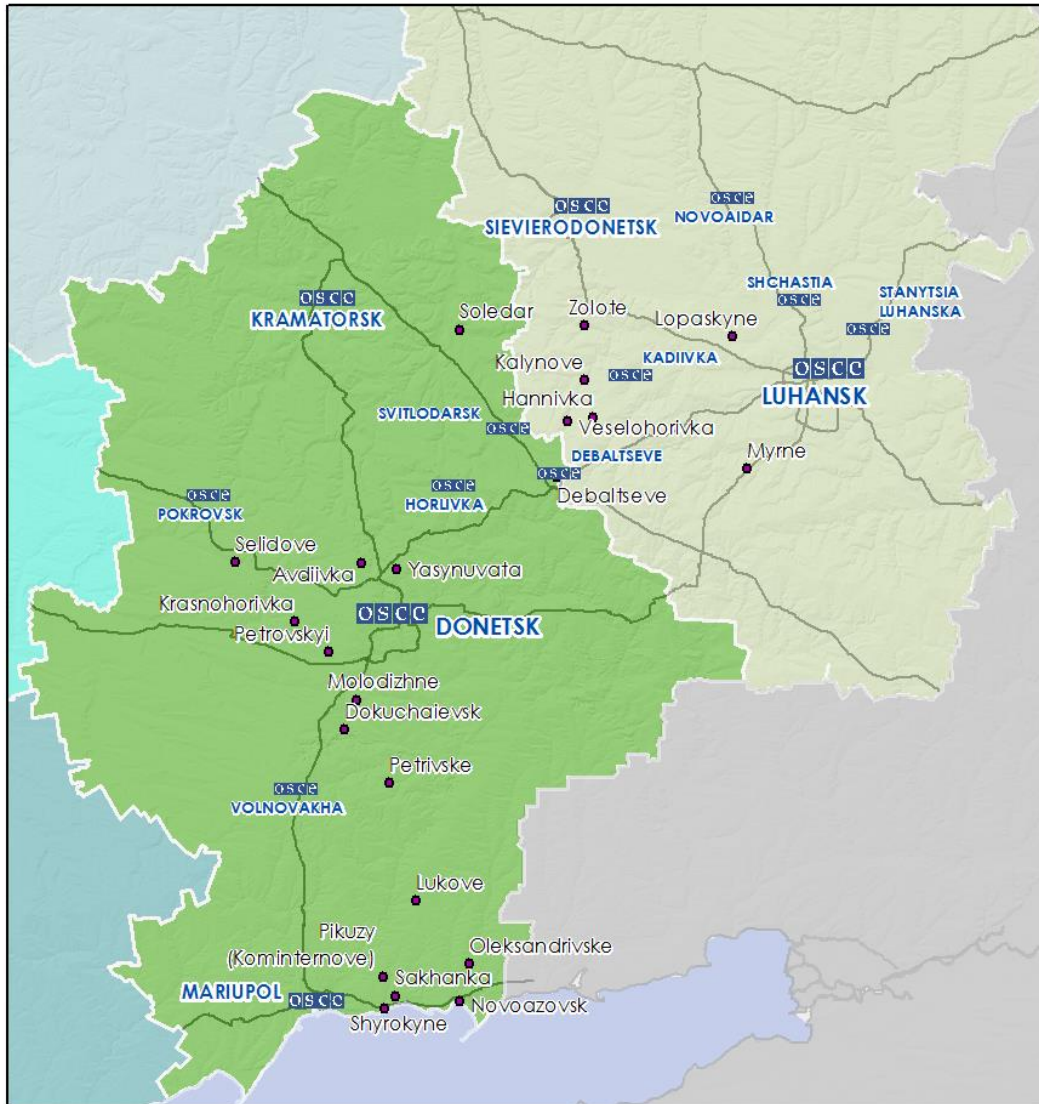 osce
SIEVIERODONETSK
osce
NOVOAIDAR
SHCHASTIA
osce
STANYTSIA
LUHANSKA
osce
osce
KRAMATORSK
Soledar
Zolote
Lopaskyne
Kalynove
KADIIVKA
osce
osce
LUHANSK
Hannivka
SVITLODARSK
osce
Veselohorivka
DEBALTSEVE
osce
Myrne
osce
POKROVSK
osce
HORLIVKA
Debaltseve
Selidove
Avdiivka
Yasynuvata
Krasnohorivka
osce
DONETSK
Petrovskyi
Molodizhne
Dokuchaievsk
osce
VOLNOVAKHA
Petrivske
Lukove
Pikuzy
(Kominternove)
Oleksandrivske
MARIUPOL
osce
Sakhanka
Novoazovsk
Shyrokyne